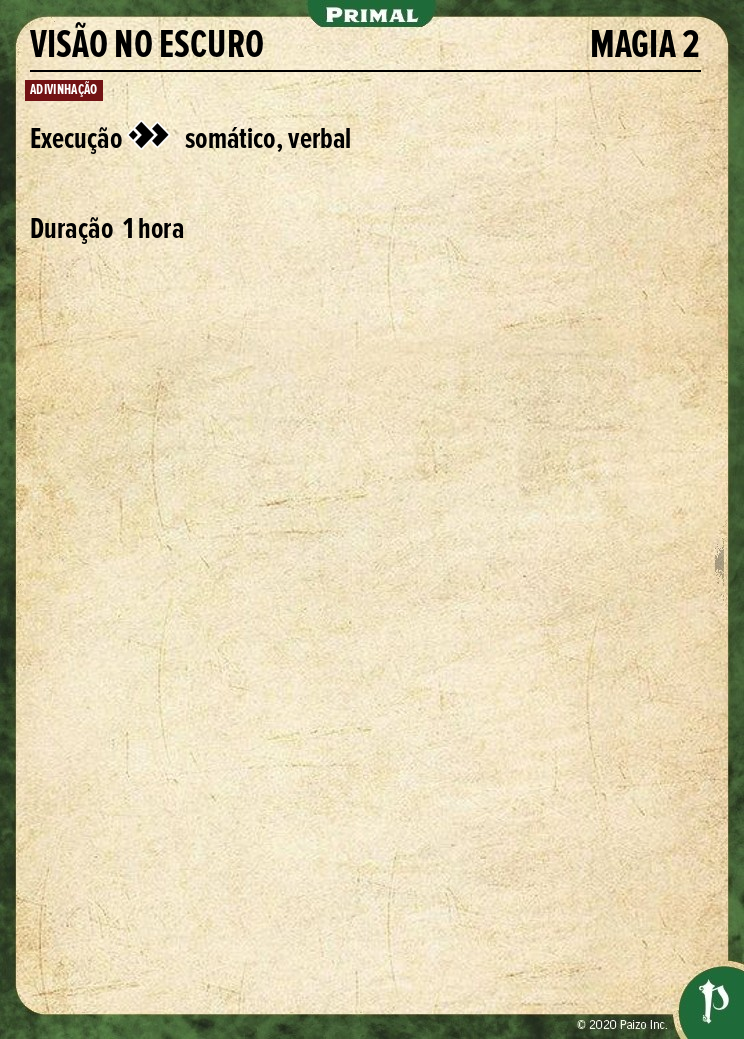 PRIMAL
VISÃO NO ESCURO MAGIA 2
ADIVINHAÇÃO
Execução somático, verbal
Duração 1 hora
© 2020 Paizo Inc.